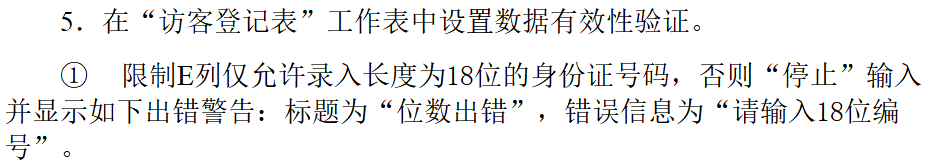 5．在“访客登记表”工作表中设置数据有效性验证。
① 限制E列仅允许录入长度为18位的身份证号码，否则“停止”输入
并显示如下出错警告：标题为“位数出错”，错误信息为“请输入18位编
号”。